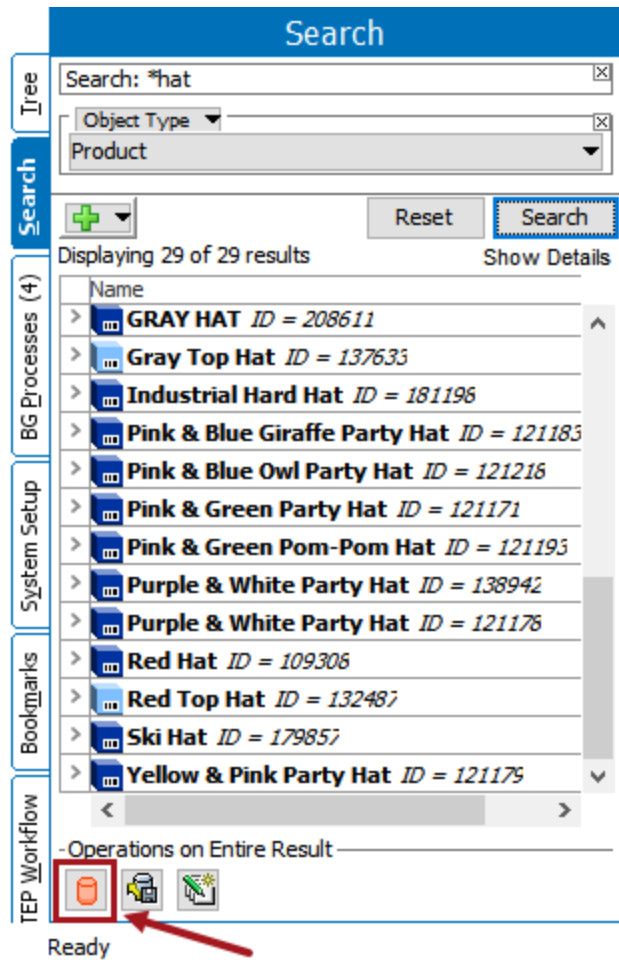 Search
Tree
Search
BG Processes (4)
System Setup
Bookmarks
TEP Workflow
Search: *hat
Object Type
Product
Reset
Search
Displaying 29 of 29 results
Show Details
Name
GRAY HAT ID = 208611
Gray Top Hat ID = 137633
Industrial Hard Hat ID = 181196
Pink & Blue Giraffe Party Hat ID = 121183
Pink & Blue Owl Party Hat ID = 121218
Pink & Green Party Hat ID = 121171
Pink & Green Pom-Pom Hat ID = 121193
Purple & White Party Hat ID = 138942
Purple & White Party Hat ID = 121178
Red Hat ID = 109308
Red Top Hat ID = 132487
Ski Hat ID = 179857
Yellow & Pink Party Hat ID = 121179
Operations on Entire Result
Ready